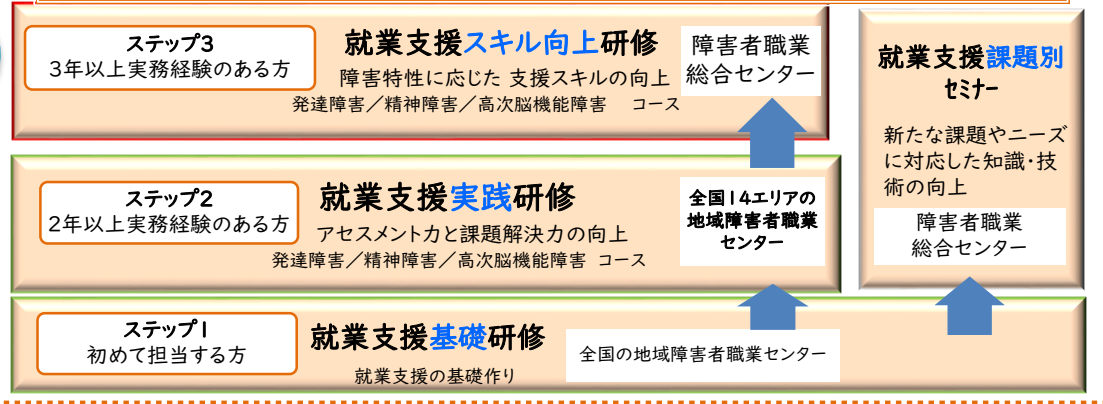 ステップ3
3年以上実務経験のある方
就業支援スキル向上研修
障害特性に応じた 支援スキルの向上
発達障害／精神障害／高次脳機能障害　コース
障害者職業
総合センター
ステップ2
2年以上実務経験のある方
就業支援実践研修
アセスメント力と課題解決力の向上
発達障害／精神障害／高次脳機能障害 コース
全国14エリアの
地域障害者職業
センター
ステップ1
初めて担当する方
就業支援基礎研修
就業支援の基礎作り
全国の地域障害者職業センター
就業支援課題別
セミナー
新たな課題やニーズ
に対応した知識・技
術の向上
障害者職業
総合センター